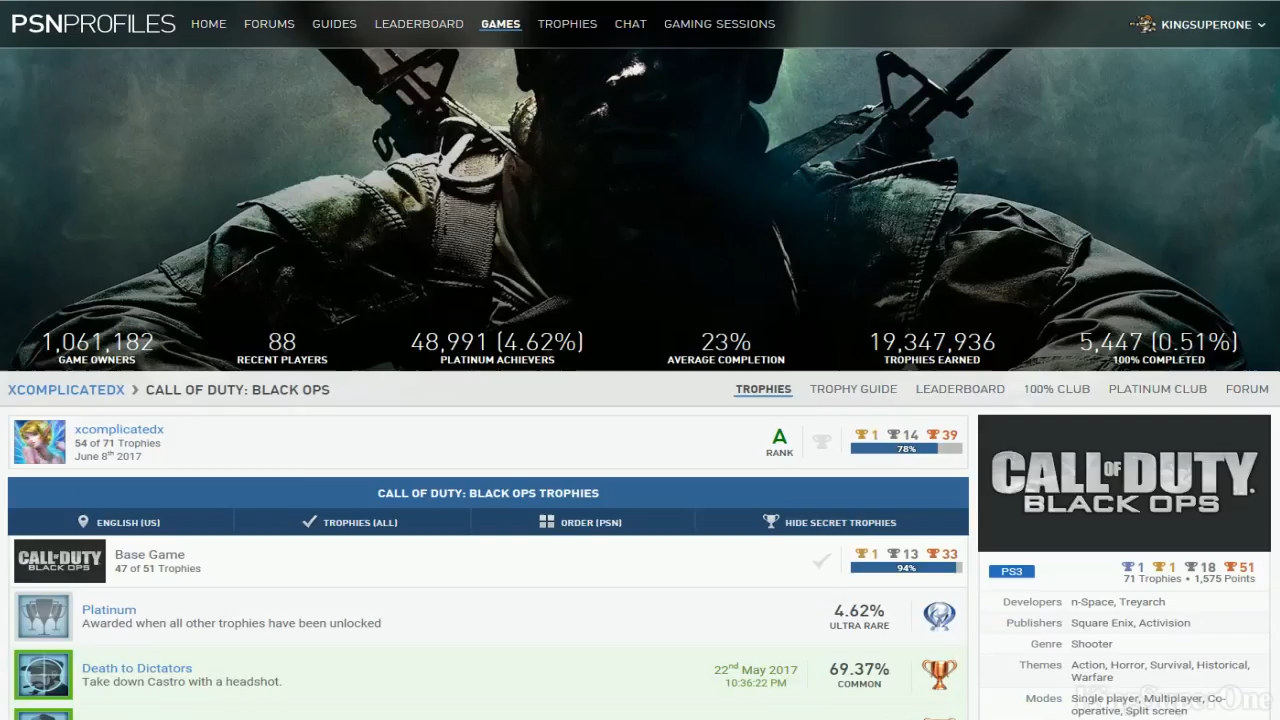 PSNPROFILES HOME FORUMS GUIDES LEADERBOARD GAMES TROPHIES CHAT GAMING SESSIONS KINGSUPERONE
1,061,182 88 48,991 (4.62%) 23% 19,347,936 5,447 (0.51%)
GAME OWNERS RECENT PLAYERS PLATINUM ACHIEVERS AVERAGE COMPLETION TROPHIES EARNED 100% COMPLETED
XCOMPLICATEDX > CALL OF DUTY: BLACK OPS TROPHIES TROPHY GUIDE LEADERBOARD 100% CLUB PLATINUM CLUB FORUM
xcomplicatedx
54 of 71 Trophies
June 8th 2017
A
RANK
1 14 39
78%
CALL OF DUTY: BLACK OPS TROPHIES
ENGLISH (US) TROPHIES (ALL) ORDER (PSN) HIDE SECRET TROPHIES
CALL OF DUTY
BLACK OPS
Base Game
47 of 51 Trophies
1 13 33
94%
Platinum
Awarded when all other trophies have been unlocked
4.62%
ULTRA RARE
Death to Dictators
Take down Castro with a headshot.
22nd May 2017
10:36:22 PM
69.37%
COMMON
CALL OF DUTY
BLACK OPS
PS3
1 1 18 51
71 Trophies • 1,575 Points
Developers n-Space, Treyarch
Publishers Square Enix, Activision
Genre Shooter
Themes Action, Horror, Survival, Historical,
Warfare
Modes Single player, Multiplayer, Co-
operative, Split screen
KingSuperOne